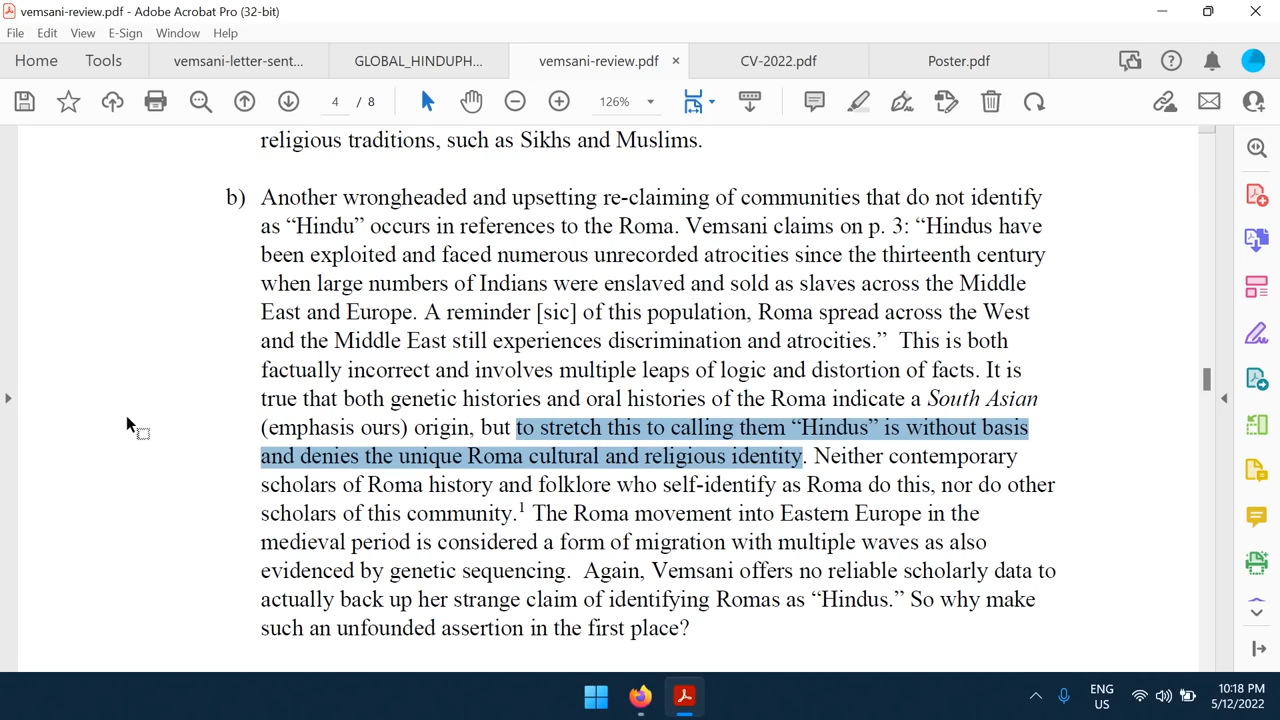 vemsani-review.pdf - Adobe Acrobat Pro (32-bit)
File Edit View E-Sign Window Help
Home Tools vemsani-letter-sent... GLOBAL_HINDUPH... vemsani-review.pdf × CV-2022.pdf Poster.pdf
4 / 8 126%
religious traditions, such as Sikhs and Muslims.
b) Another wrongheaded and upsetting re-claiming of communities that do not identify
as “Hindu” occurs in references to the Roma. Vemsani claims on p. 3: “Hindus have
been exploited and faced numerous unrecorded atrocities since the thirteenth century
when large numbers of Indians were enslaved and sold as slaves across the Middle
East and Europe. A reminder [sic] of this population, Roma spread across the West
and the Middle East still experiences discrimination and atrocities.” This is both
factually incorrect and involves multiple leaps of logic and distortion of facts. It is
true that both genetic histories and oral histories of the Roma indicate a South Asian
(emphasis ours) origin, but to stretch this to calling them “Hindus” is without basis
and denies the unique Roma cultural and religious identity. Neither contemporary
scholars of Roma history and folklore who self-identify as Roma do this, nor do other
scholars of this community.1 The Roma movement into Eastern Europe in the
medieval period is considered a form of migration with multiple waves as also
evidenced by genetic sequencing. Again, Vemsani offers no reliable scholarly data to
actually back up her strange claim of identifying Romas as “Hindus.” So why make
such an unfounded assertion in the first place?
ENG
US
10:18 PM
5/12/2022